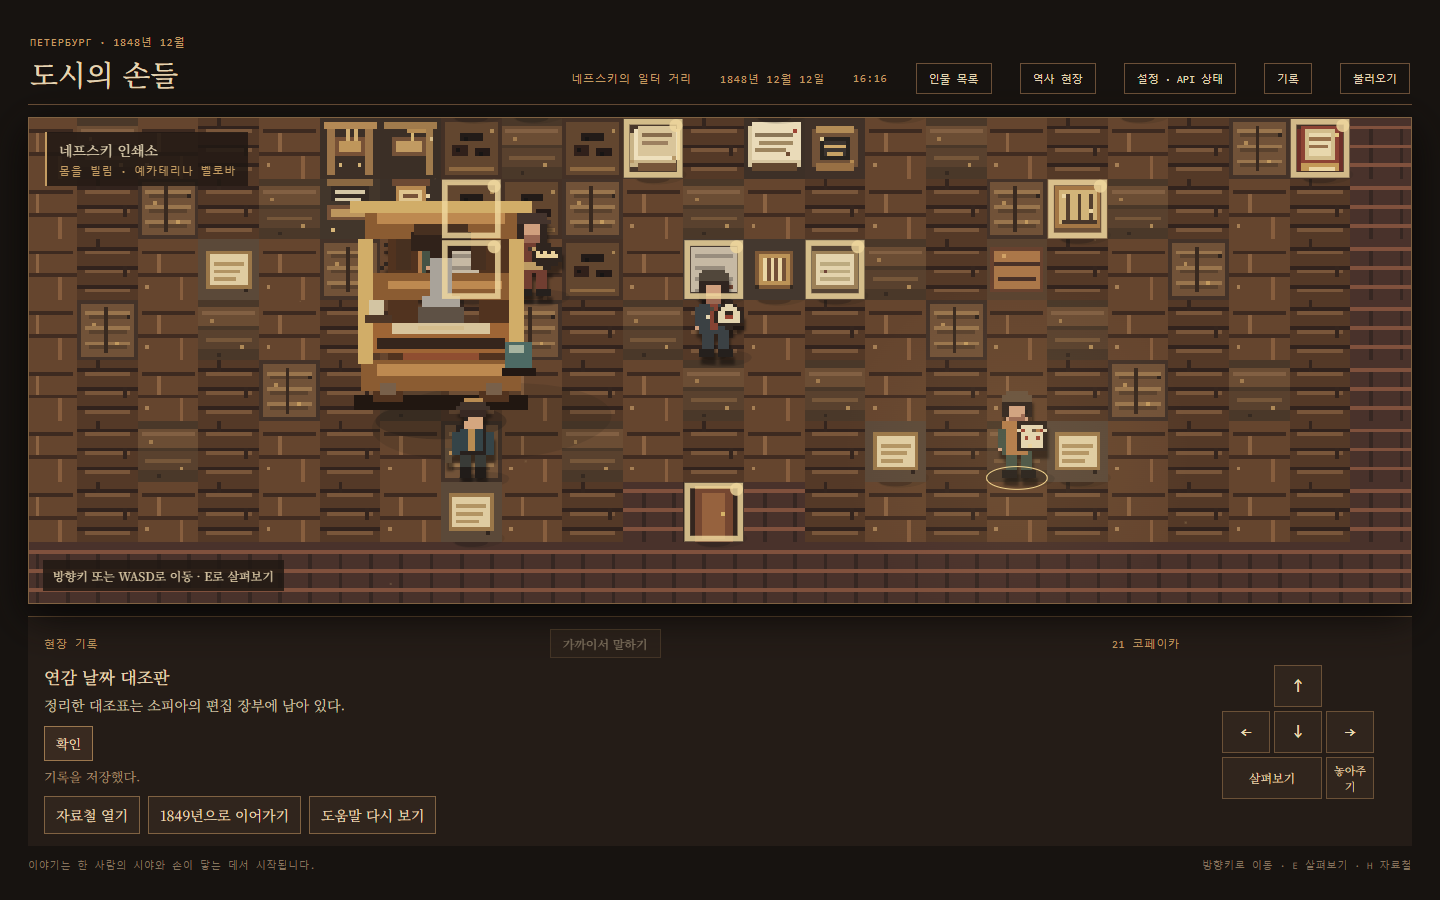 ПЕТЕРБУРГ · 1848년 12월
도시의 손들
네프스키의 일터 거리
1848년 12월 12일
16:16
인물 목록
역사 현장
설정 · API 상태
기록
불러오기
네프스키 인쇄소
몸을 빌림 · 예카테리나 벨로바
방향키 또는 WASD로 이동 · E로 살펴보기
현장 기록
가까이서 말하기
21 코페이카
연감 날짜 대조판
정리한 대조표는 소피아의 편집 장부에 남아 있다.
확인
기록을 저장했다.
자료철 열기
1849년으로 이어가기
도움말 다시 보기
↑
← ↓ →
살펴보기
놓아주
기
이야기는 한 사람의 시야와 손이 닿는 데서 시작됩니다.
방향키로 이동 · E 살펴보기 · H 자료철